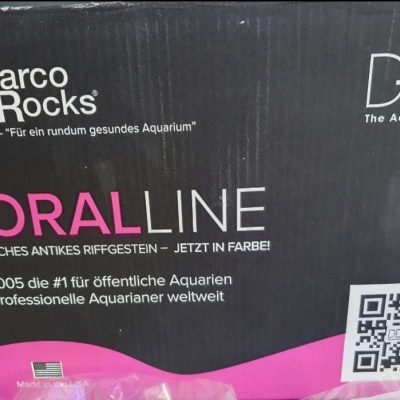 arco
Rocks®
- "Für ein rundum gesundes Aquarium"
D
The A
ORALLINE
CHES ANTIKES RIFFGESTEIN – JETZT IN FARBE!
005 die #1 für öffentliche Aquarien
rofessionelle Aquarianer weltweit
Made in the USA